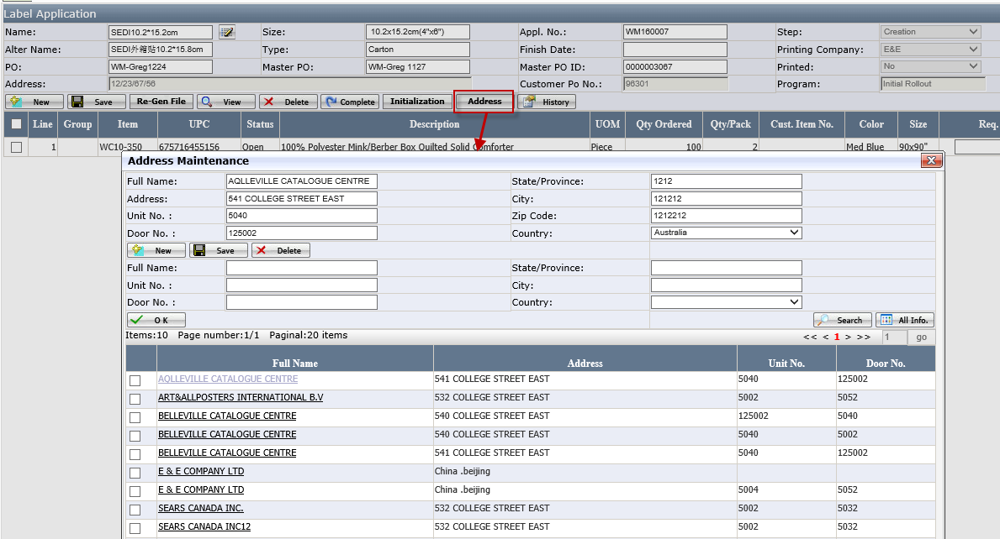 Label Application
Name: SEDI10.2*15.2cm Size: 10.2x15.2cm(4"x6") Appl. No.: WM160007 Step: Creation
Alter Name: SEDI外箱贴10.2*15.8cm Type: Carton Finish Date: Printing Company: E&E
PO: WM-Greg1224 Master PO: WM-Greg 1127 Master PO ID: 0000003067 Printed: No
Address: 12/23/67/56 Customer Po No.: 96301 Program: Initial Rollout
New Save Re-Gen File View Delete Complete Initialization Address History
Line Group Item UPC Status Description UOM Qty Ordered Qty/Pack Cust. Item No. Color Size Req.
1 WC10-350 675716455156 Open 100% Polyester Mink/Berber Box Quilted Solid Comforter Piece 100 2 Med Blue 90x90"
Address Maintenance
Full Name: AQLLEVILLE CATALOGUE CENTRE State/Province: 1212
Address: 541 COLLEGE STREET EAST City: 121212
Unit No. : 5040 Zip Code: 1212212
Door No. : 125002 Country: Australia
New Save Delete
Full Name: State/Province:
Unit No. : City:
Door No. : Country:
O K Search All Info.
Items:10 Page number:1/1 Paginal:20 items << < 1 > >> 1 go
Full Name Address Unit No. Door No.
AQLLEVILLE CATALOGUE CENTRE 541 COLLEGE STREET EAST 5040 125002
ART&ALLPOSTERS INTERNATIONAL B.V 532 COLLEGE STREET EAST 5002 5052
BELLEVILLE CATALOGUE CENTRE 540 COLLEGE STREET EAST 125002 5040
BELLEVILLE CATALOGUE CENTRE 540 COLLEGE STREET EAST 5040 5002
BELLEVILLE CATALOGUE CENTRE 541 COLLEGE STREET EAST 5040 125002
E & E COMPANY LTD China .beijing
E & E COMPANY LTD China .beijing 5004 5052
SEARS CANADA INC. 532 COLLEGE STREET EAST 5002 5032
SEARS CANADA INC12 532 COLLEGE STREET EAST 5002 5032